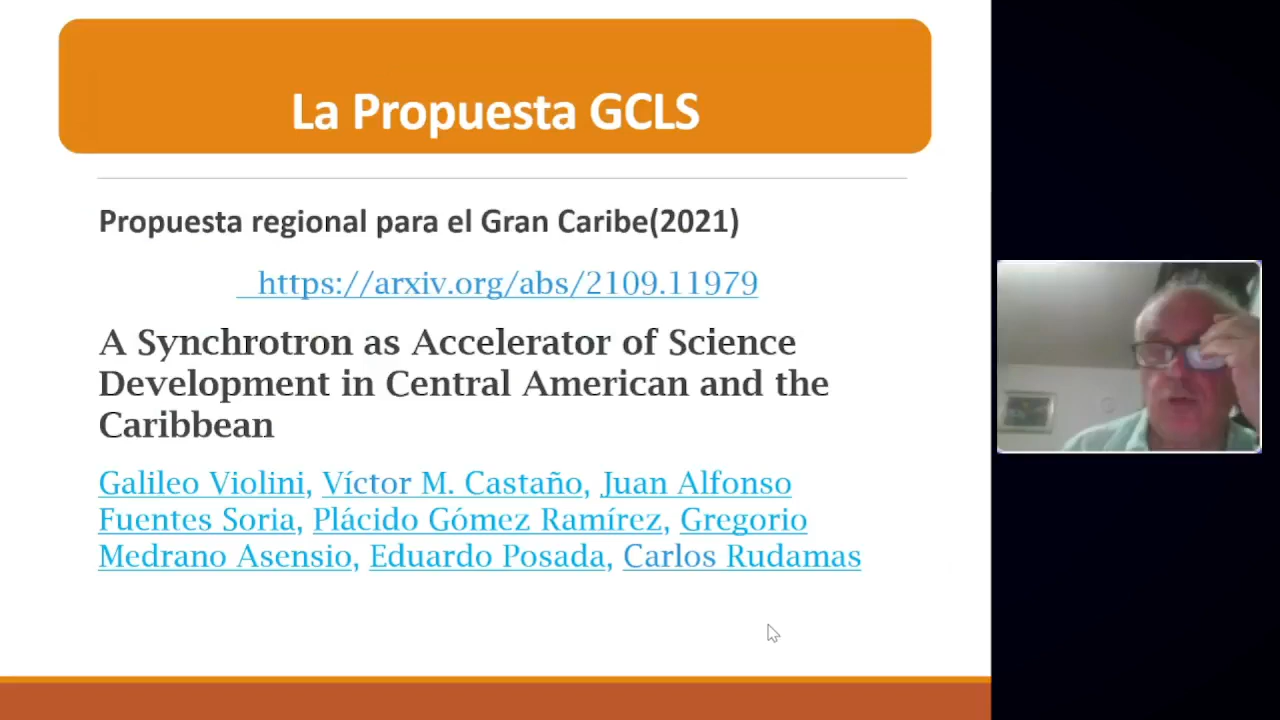 La Propuesta GCLS
Propuesta regional para el Gran Caribe(2021)
https://arxiv.org/abs/2109.11979
A Synchrotron as Accelerator of Science
Development in Central American and the
Caribbean
Galileo Violini, Víctor M. Castaño, Juan Alfonso
Fuentes Soria, Plácido Gómez Ramírez, Gregorio
Medrano Asensio, Eduardo Posada, Carlos Rudamas